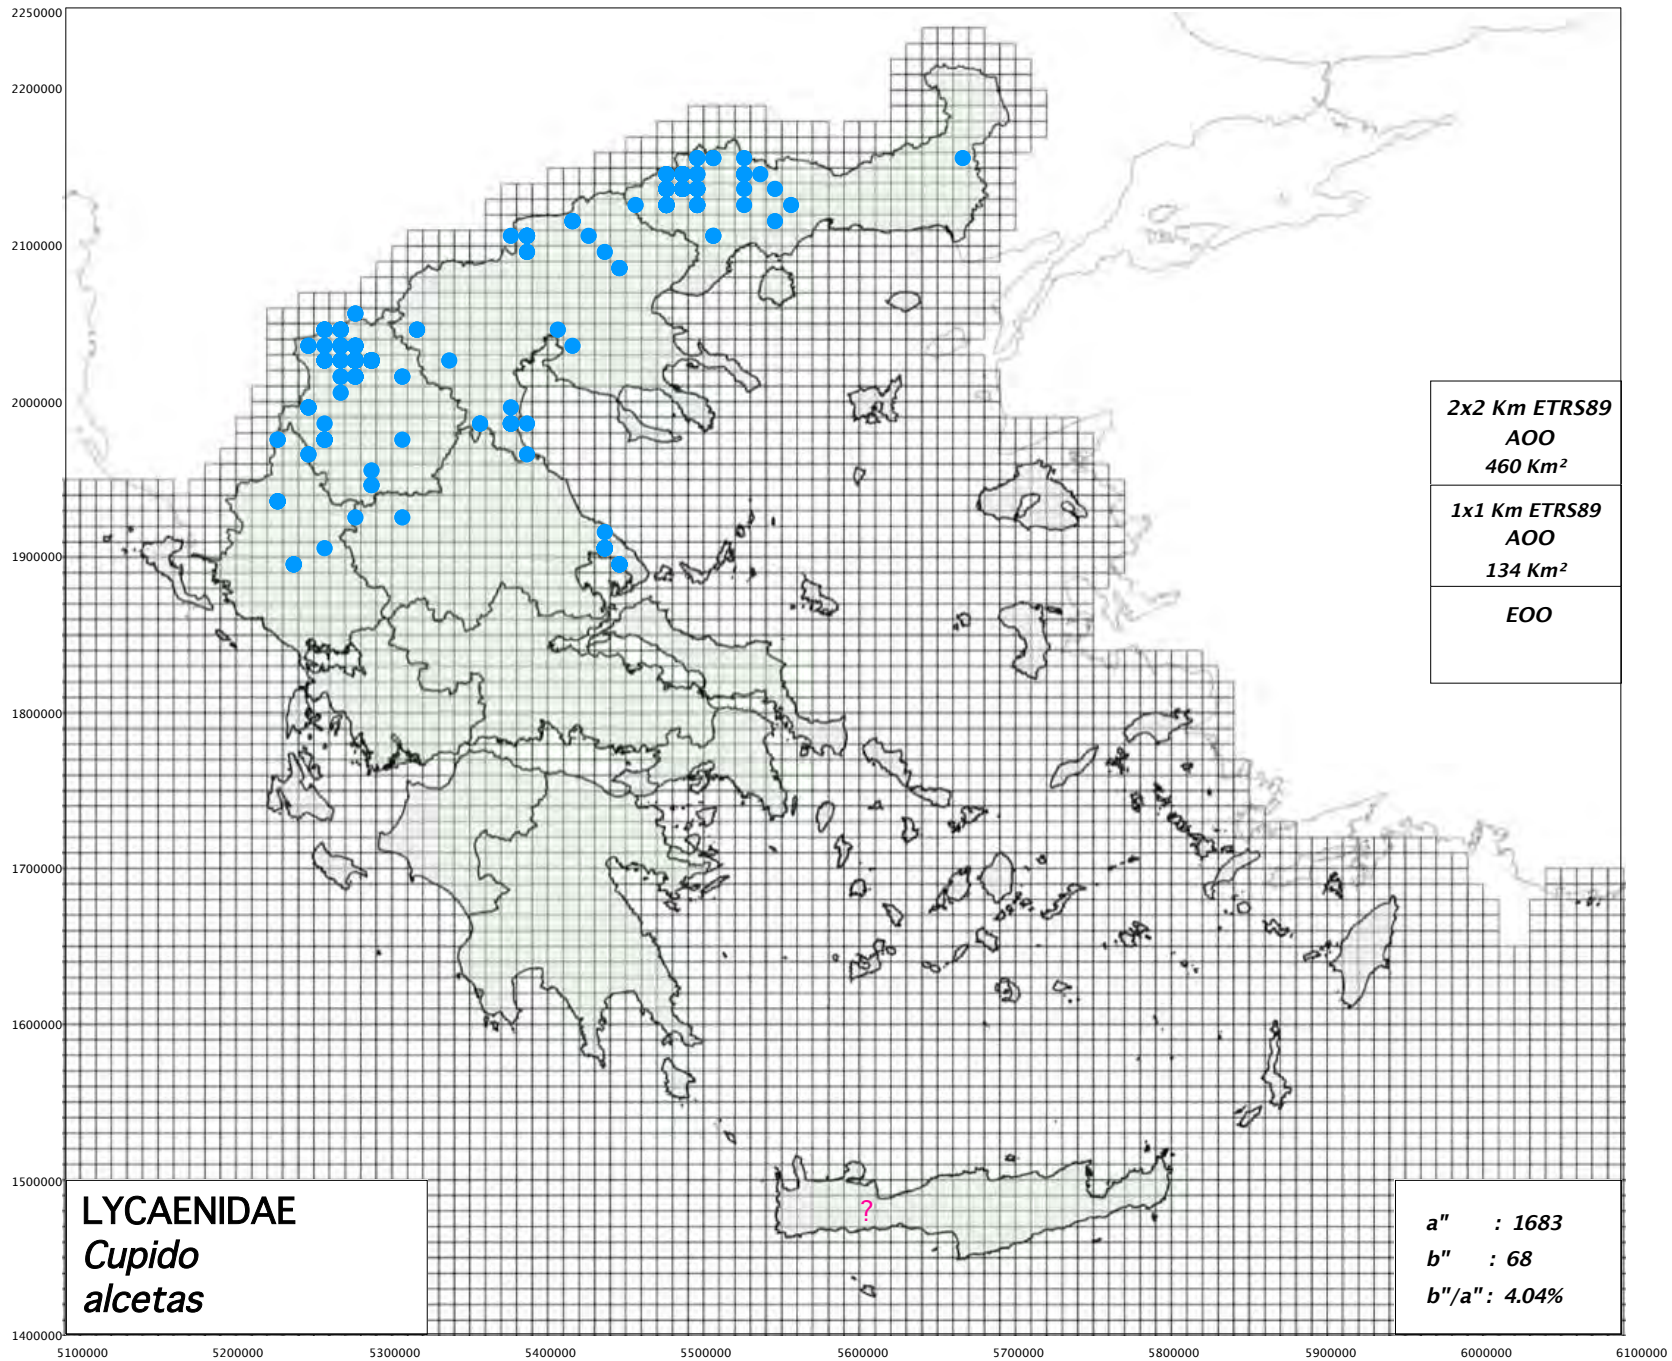 2250000
2200000
2100000
2000000
1900000
1800000
1700000
1600000
1500000
1400000
2x2 Km ETRS89
AOO
460 Km²
1x1 Km ETRS89
AOO
134 Km²
EOO
?
LYCAENIDAE
Cupido
alcetas
a" : 1683
b" : 68
b"/a" : 4.04%
5100000 5200000 5300000 5400000 5500000 5600000 5700000 5800000 5900000 6000000 6100000